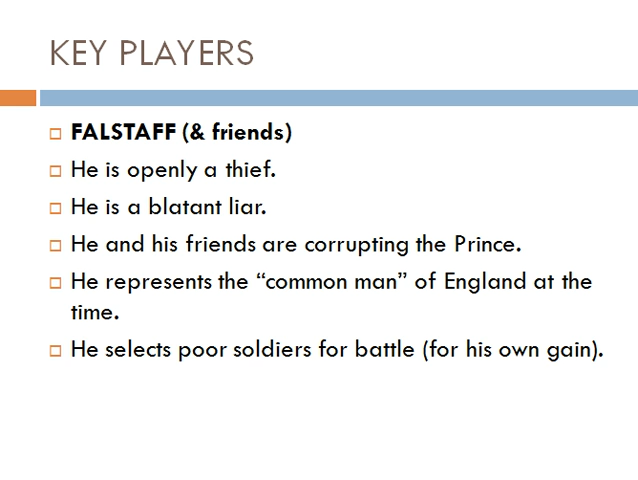 KEY PLAYERS
FALSTAFF (& friends)
He is openly a thief.
He is a blatant liar.
He and his friends are corrupting the Prince.
He represents the “common man” of England at the
time.
He selects poor soldiers for battle (for his own gain).